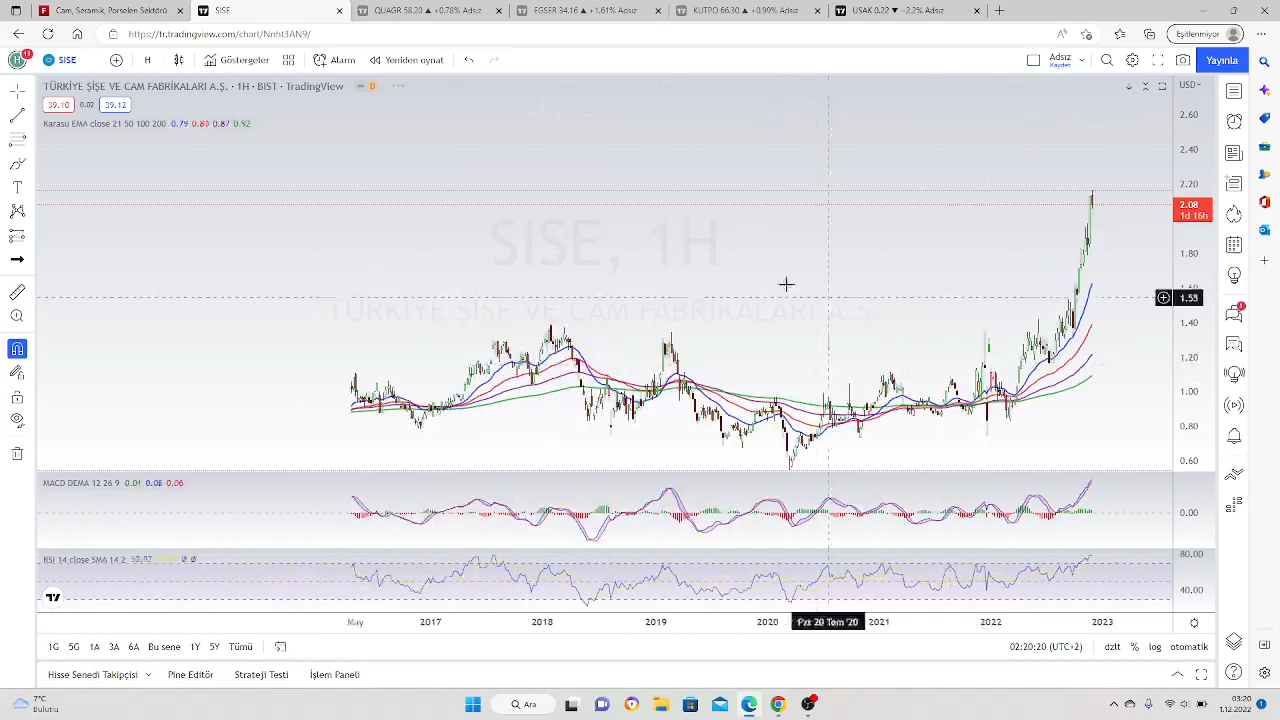 Cam, Seramik, Porselen Sektörü
SISE
QUAGR 58.20 ▲ +0.78% Adsız
EGSER 34.16 ▲ +1.61% Adsız
KUTPO 66.30 ▲ +0.99% Adsız
USAK 0.20 ▼ −2.2% Adsız
https://tr.tradingview.com/chart/Nnht3AN9/
Eşitlenmiyor
H 11 SISE
H
Göstergeler
Alarm
Yeniden oynat
Adsız
Kaydet
Yayınla
TÜRKİYE ŞİŞE VE CAM FABRİKALARI A.Ş. · 1H · BIST · TradingView
D
USD
39.10 0.02 39.12
Karasu EMA close 21 50 100 200 0.79 0.80 0.87 0.92
2.60
2.40
2.20
2.08
1d 16h
SISE, 1H
1.80
1.53
TÜRKİYE ŞİŞE VE CAM FABRİKALARI A.Ş.
1.40
1.20
1.00
0.80
0.60
MACD DEMA 12 26 9 0.01 0.08 0.06
0.00
RSI 14 close SMA 14 2
80.00
40.00
May 2017 2018 2019 2020 Pzt 20 Tem '20 2021 2022 2023
1G 5G 1A 3A 6A Bu sene 1Y 5Y Tümü
02:20:20 (UTC+2) dzlt % log otomatik
Hisse Senedi Takipçisi Pine Editör Strateji Testi İşlem Paneli
7°C
Bulutlu
Ara
03:20
1.12.2022